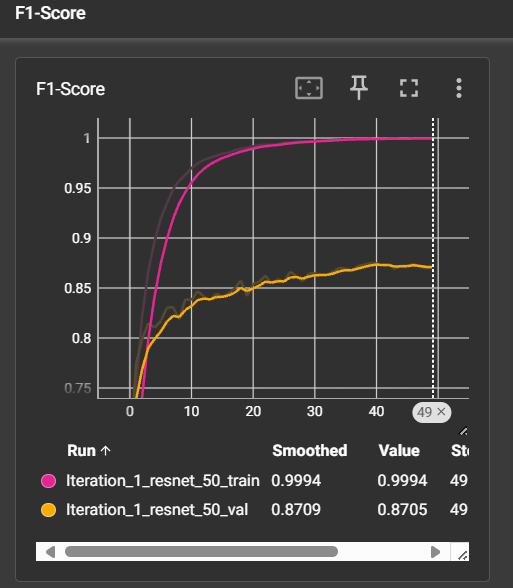 F1-Score
F1-Score
1
0.95
0.9
0.85
0.8
0.75
0 10 20 30 40 49 ×
Run ↑ Smoothed Value St
Iteration_1_resnet_50_train 0.9994 0.9994 49
Iteration_1_resnet_50_val 0.8709 0.8705 49